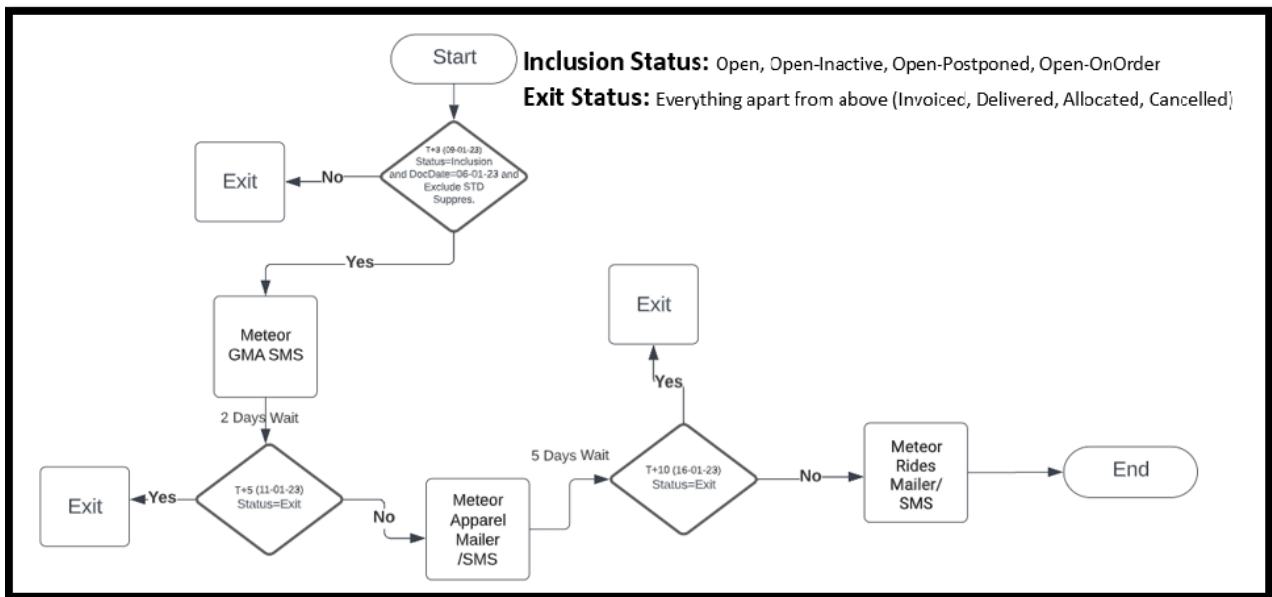 Start
Inclusion Status: Open, Open-Inactive, Open-Postponed, Open-OnOrder
Exit Status: Everything apart from above (Invoiced, Delivered, Allocated, Cancelled)
T+3 (09-01-23)
Status=Inclusion
and DocDate=06-01-23 and
Exclude STD
Suppres.
No
Exit
Yes
Meteor
GMA SMS
2 Days Wait
T+5 (11-01-23)
Status=Exit
Yes
Exit
No
Meteor
Apparel
Mailer
/SMS
5 Days Wait
T+10 (16-01-23)
Status=Exit
Yes
Exit
No
Meteor
Rides
Mailer/
SMS
End